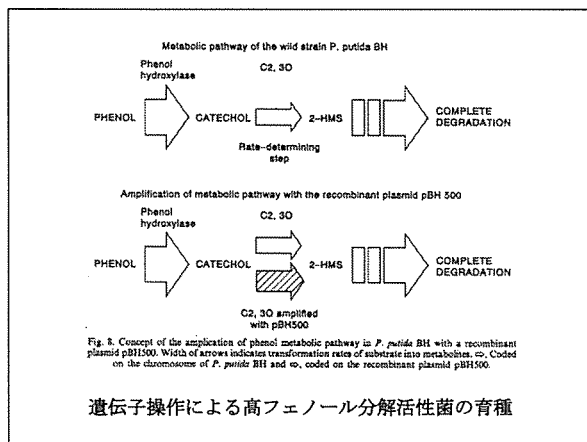 Metabolic pathway of the wild strain P. putida BH
Phenol
hydroxylase
C2, 3O
PHENOL
CATECHOL
2-HMS
COMPLETE
DEGRADATION
Rate-determining
step
Amplification of metabolic pathway with the recombinant plasmid pBH 500
Phenol
hydroxylase
C2, 3O
PHENOL
CATECHOL
2-HMS
COMPLETE
DEGRADATION
C2, 3O amplified
with pBH500
Fig. 8. Concept of the amplication of phenol metabolic pathway in P. putida BH with a recombinant
plasmid pBH500. Width of arrows indicates transformation rates of substrate into metabolites. ⇨, Coded
on the chromosome of P. putida BH and ⇨, coded on the recombinant plasmid pBH500.
遺伝子操作による高フェノール分解活性菌の育種